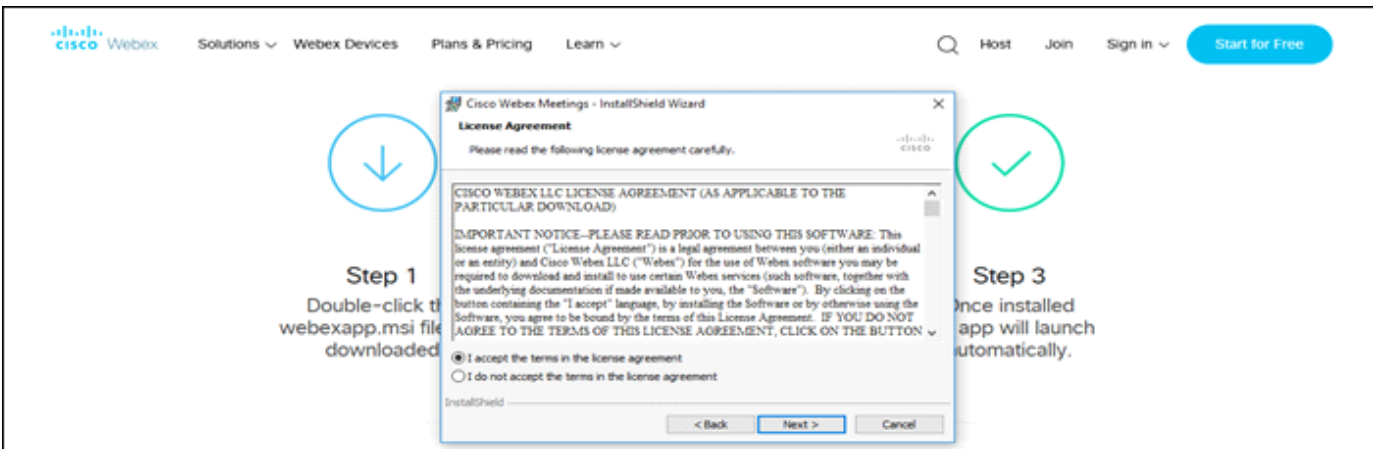 CISCO Webex Solutions Webex Devices Plans & Pricing Learn Host Join Sign in Start for Free
Cisco Webex Meetings - InstallShield Wizard
License Agreement
Please read the following license agreement carefully.
CISCO
CISCO WEBEX LLC LICENSE AGREEMENT (AS APPLICABLE TO THE
PARTICULAR DOWNLOAD)
IMPORTANT NOTICE--PLEASE READ PRIOR TO USING THIS SOFTWARE: This
license agreement ("License Agreement") is a legal agreement between you (either an individual
or an entity) and Cisco Webex LLC ("Webex") for the use of Webex software you may be
required to download and install to use certain Webex services (such software, together with
the underlying documentation if made available to you, the "Software"). By clicking on the
button containing the "I accept" language, by installing the Software or by otherwise using the
Software, you agree to be bound by the terms of this License Agreement. IF YOU DO NOT
AGREE TO THE TERMS OF THIS LICENSE AGREEMENT, CLICK ON THE BUTTON
I accept the terms in the license agreement
I do not accept the terms in the license agreement
InstallShield
< Back Next > Cancel
Step 1
Double-click th
webexapp.msi file
downloaded
Step 3
Once installed
app will launch
automatically.